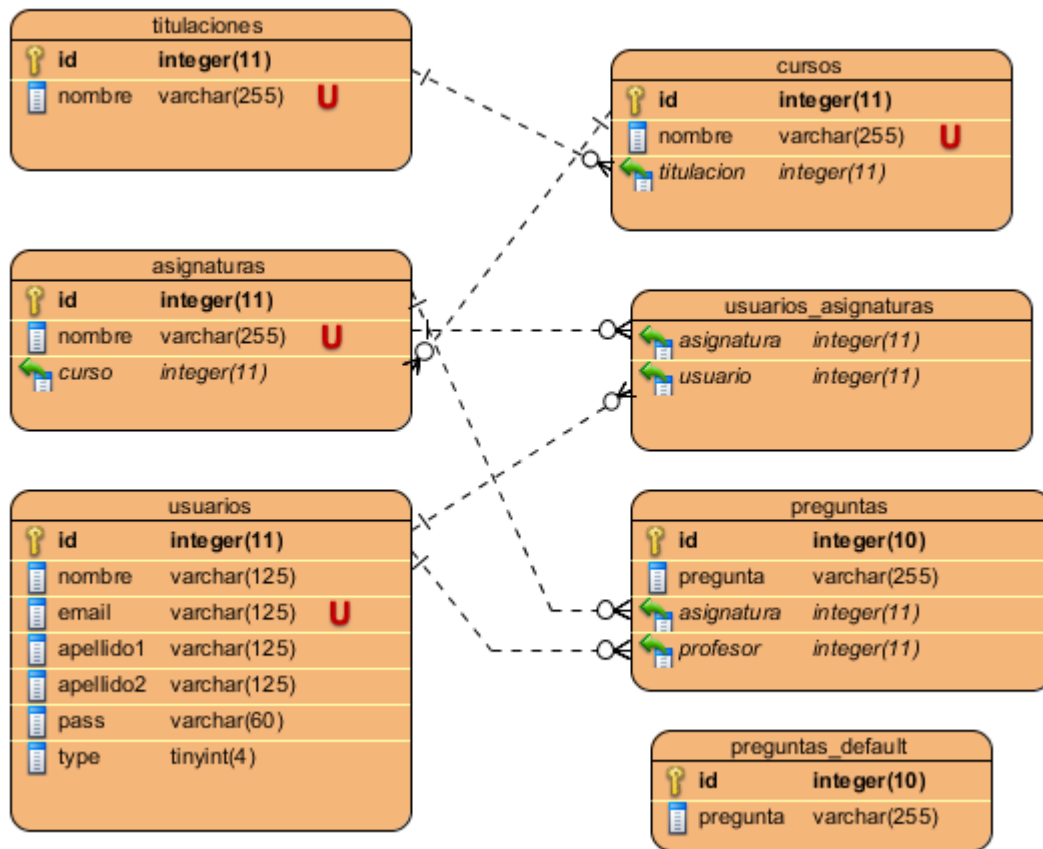 titulaciones
id integer(11)
nombre varchar(255) U
cursos
id integer(11)
nombre varchar(255) U
titulacion integer(11)
asignaturas
id integer(11)
nombre varchar(255) U
curso integer(11)
usuarios_asignaturas
asignatura integer(11)
usuario integer(11)
usuarios
id integer(11)
nombre varchar(125)
email varchar(125) U
apellido1 varchar(125)
apellido2 varchar(125)
pass varchar(60)
type tinyint(4)
preguntas
id integer(10)
pregunta varchar(255)
asignatura integer(11)
profesor integer(11)
preguntas_default
id integer(10)
pregunta varchar(255)